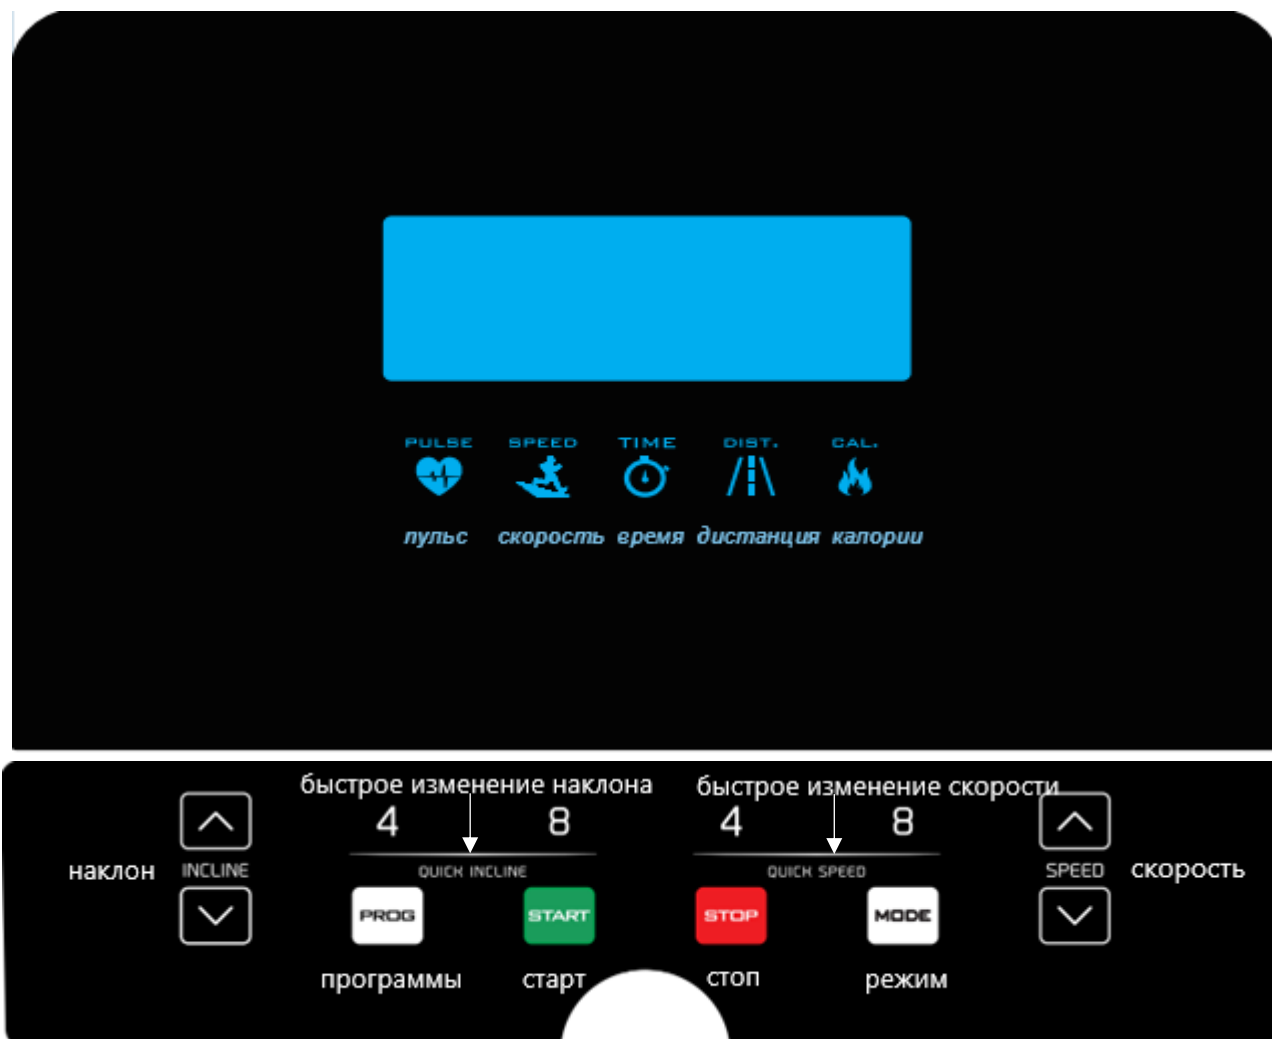 PULSE SPEED TIME DIST. CAL.
пульс скорость время дистанция калории
быстрое изменение наклона быстрое изменение скорости
4 8 4 8
наклон INCLINE QUICK INCLINE QUICK SPEED SPEED скорость
PROG START STOP MODE
программы старт стоп режим